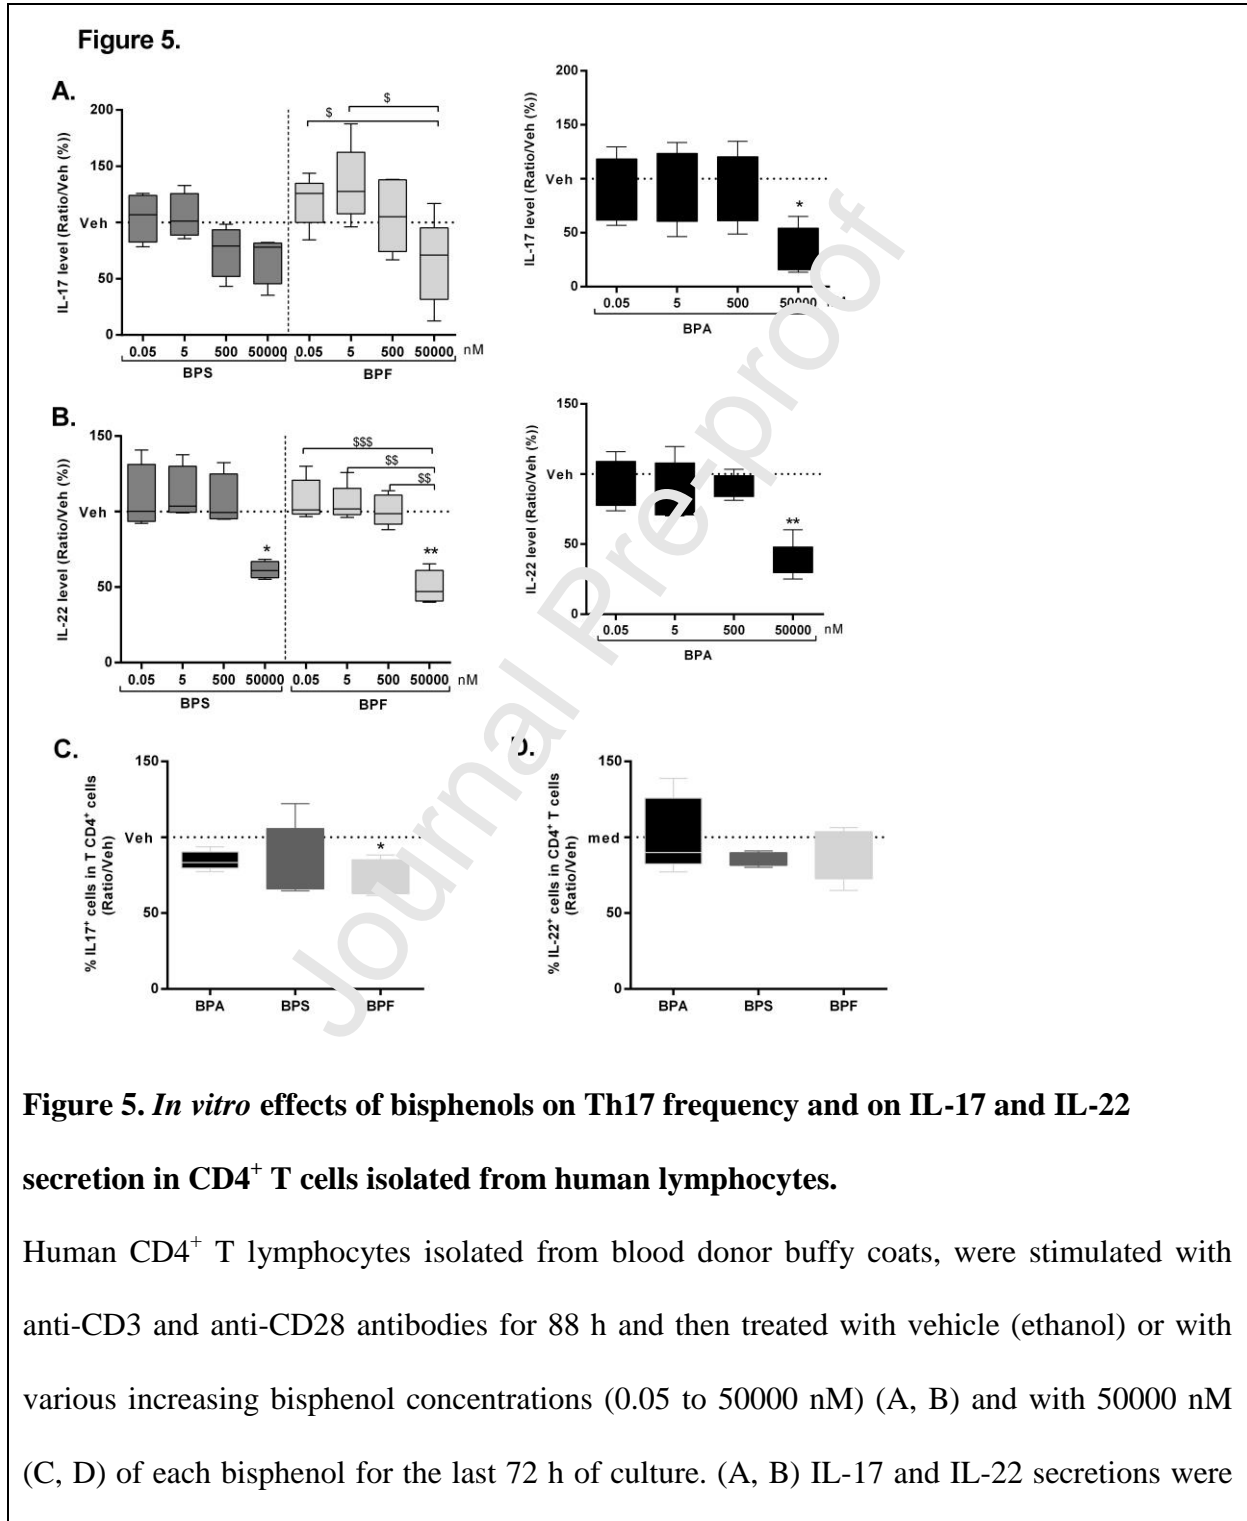 Figure 5.
A.
IL-17 level (Ratio/Veh (%))
200
150
Veh
50
0
$
$
0.05 5 500 50000 0.05 5 500 50000 nM
BPS BPF
IL-17 level (Ratio/Veh (%))
200
150
Veh
50
0
*
0.05 5 500 50000
BPA
B.
IL-22 level (Ratio/Veh (%))
150
Veh
50
0
$$$
$$
$$
* **
0.05 5 500 50000 0.05 5 500 50000 nM
BPS BPF
IL-22 level (Ratio/Veh (%))
150
Veh
50
0
**
0.05 5 500 50000 nM
BPA
C.
% IL17+ cells in T CD4+ cells
(Ratio/Veh)
150
Veh
50
0
*
BPA BPS BPF
D.
% IL-22+ cells in CD4+ T cells
(Ratio/Veh)
150
med
50
0
BPA BPS BPF
Journal Pre-proof
Figure 5. In vitro effects of bisphenols on Th17 frequency and on IL-17 and IL-22
secretion in CD4+ T cells isolated from human lymphocytes.
Human CD4+ T lymphocytes isolated from blood donor buffy coats, were stimulated with
anti-CD3 and anti-CD28 antibodies for 88 h and then treated with vehicle (ethanol) or with
various increasing bisphenol concentrations (0.05 to 50000 nM) (A, B) and with 50000 nM
(C, D) of each bisphenol for the last 72 h of culture. (A, B) IL-17 and IL-22 secretions were